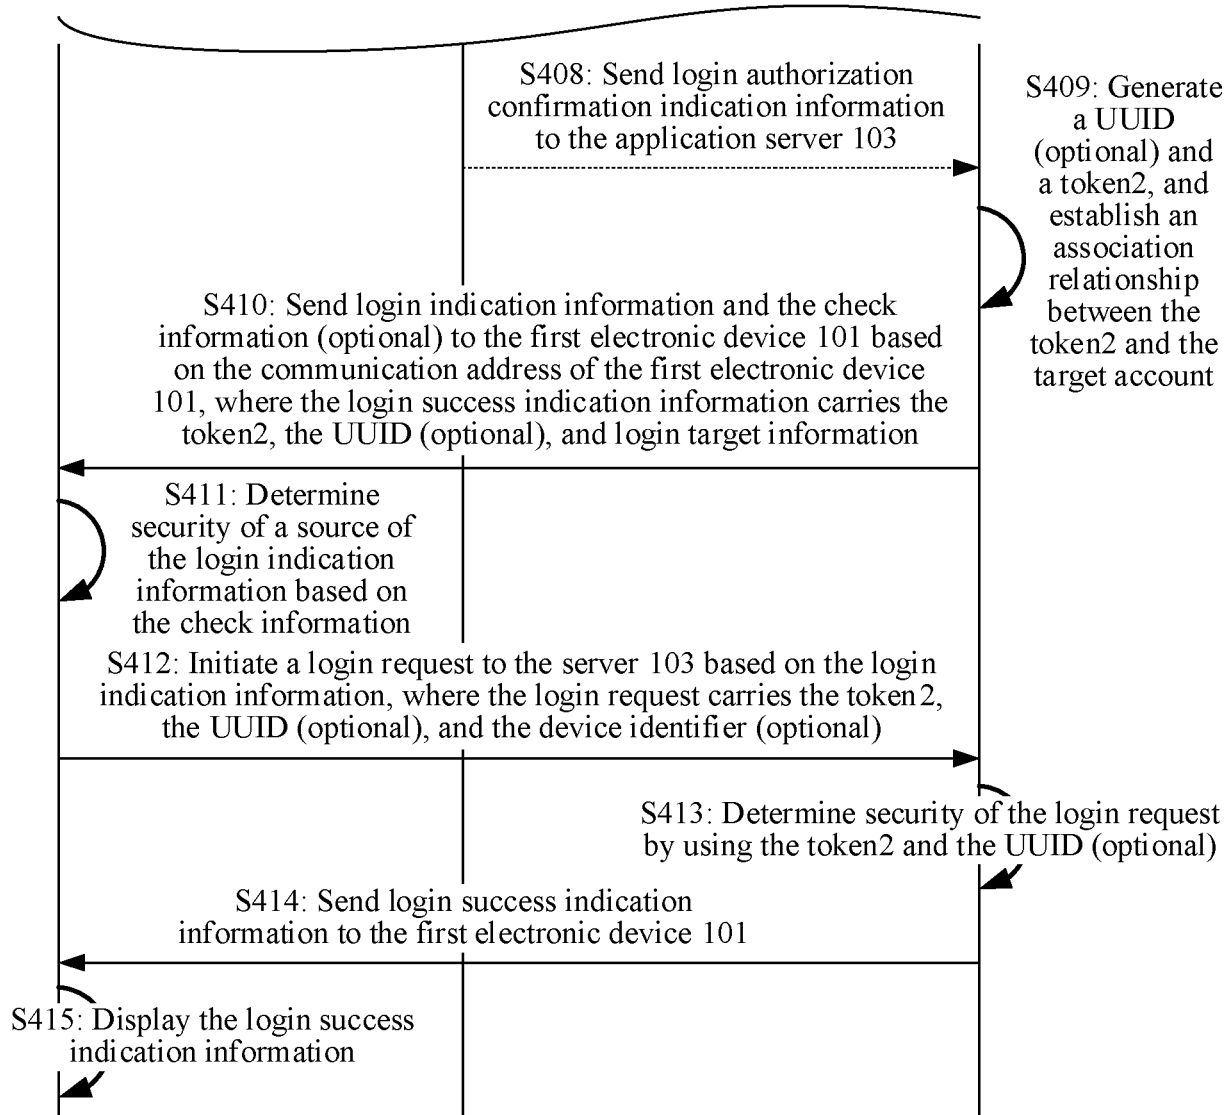 S408: Send login authorization
confirmation indication information
to the application server 103
S409: Generate
a UUID
(optional) and
a token2, and
establish an
association
relationship
between the
token2 and the
target account
S410: Send login indication information and the check
information (optional) to the first electronic device 101 based
on the communication address of the first electronic device
101, where the login success indication information carries the
token2, the UUID (optional), and login target information
S411: Determine
security of a source of
the login indication
information based on
the check information
S412: Initiate a login request to the server 103 based on the login
indication information, where the login request carries the token2,
the UUID (optional), and the device identifier (optional)
S413: Determine security of the login request
by using the token2 and the UUID (optional)
S414: Send login success indication
information to the first electronic device 101
S415: Display the login success
indication information